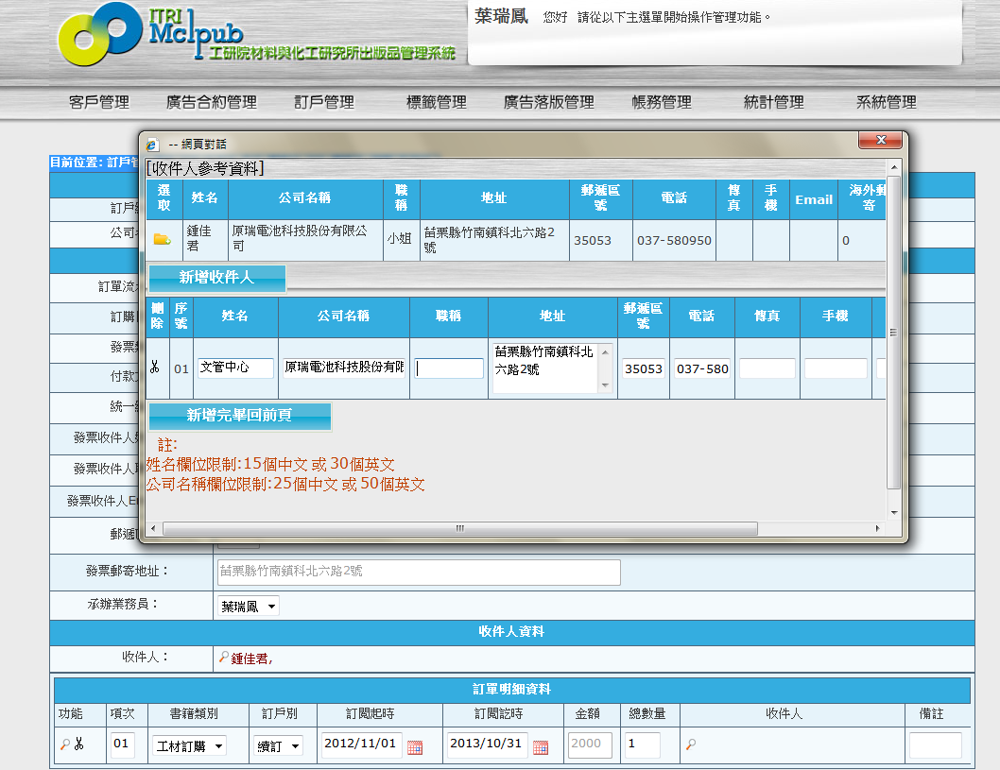 ITRI
Mclpub
工研院材料與化工研究所出版品管理系統
葉瑞鳳 您好 請從以下主選單開始操作管理功能。
客戶管理 廣告合約管理 訂戶管理 標籤管理 廣告落版管理 帳務管理 統計管理 系統管理
-- 網頁對話
目前位置: 訂戶
[收件人參考資料]
選取 姓名 公司名稱 職稱 地址 郵遞區號 電話 傳真 手機 Email 海外郵寄
訂戶
公司
鍾佳君 原瑞電池科技股份有限公司 小姐 苗栗縣竹南鎮科北六路2號 35053 037-580950 0
新增收件人
訂單流
刪除 序號 姓名 公司名稱 職稱 地址 郵遞區號 電話 傳真 手機
訂購
發票
01 文管中心 原瑞電池科技股份有限 苗栗縣竹南鎮科北六路2號 35053 037-580
付款
統一
新增完畢回前頁
發票收件人
註:
姓名欄位限制:15個中文 或 30個英文
發票收件人
公司名稱欄位限制:25個中文 或 50個英文
發票收件人E
郵遞
發票郵寄地址: 苗栗縣竹南鎮科北六路2號
承辦業務員: 葉瑞鳳
收件人資料
收件人: 鍾佳君,
訂單明細資料
功能 項次 書籍類別 訂戶別 訂閱起時 訂閱訖時 金額 總數量 收件人 備註
01 工材訂購 續訂 2012/11/01 2013/10/31 2000 1